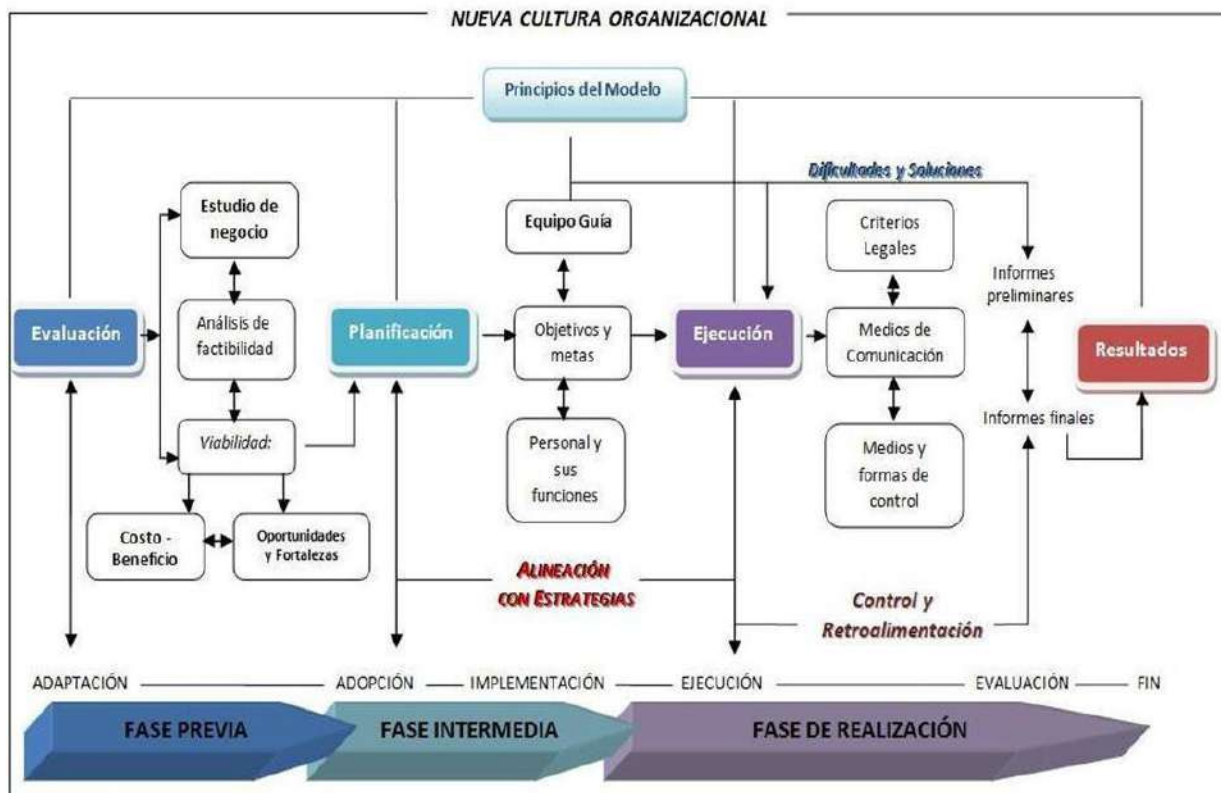 NUEVA CULTURA ORGANIZACIONAL
Principios del Modelo
Dificultades y Soluciones
Estudio de
negocio
Equipo Guía
Criterios
Legales
Informes
preliminares
Evaluación
Análisis de
factibilidad
Planificación
Objetivos y
metas
Ejecución
Medios de
Comunicación
Resultados
Viabilidad:
Personal y
sus
funciones
Medios y
formas de
control
Informes finales
Costo -
Beneficio
Oportunidades
y Fortalezas
ALINEACIÓN
CON ESTRATEGIAS
Control y
Retroalimentación
ADAPTACIÓN ADOPCIÓN IMPLEMENTACIÓN EJECUCIÓN EVALUACIÓN FIN
FASE PREVIA FASE INTERMEDIA FASE DE REALIZACIÓN